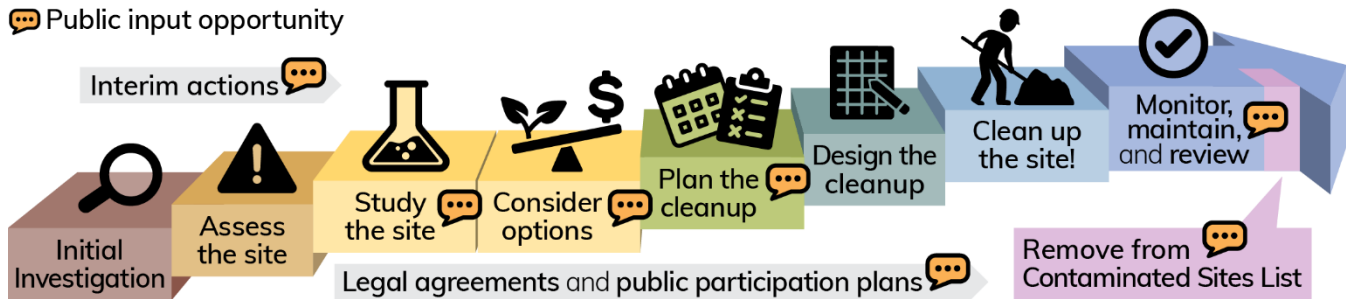 Public input opportunity
Interim actions
Initial
Investigation
Assess
the site
Study
the site
Consider
options
Plan the
cleanup
Design the
cleanup
Clean up
the site!
Monitor,
maintain,
and review
Legal agreements and public participation plans
Remove from
Contaminated Sites List
$